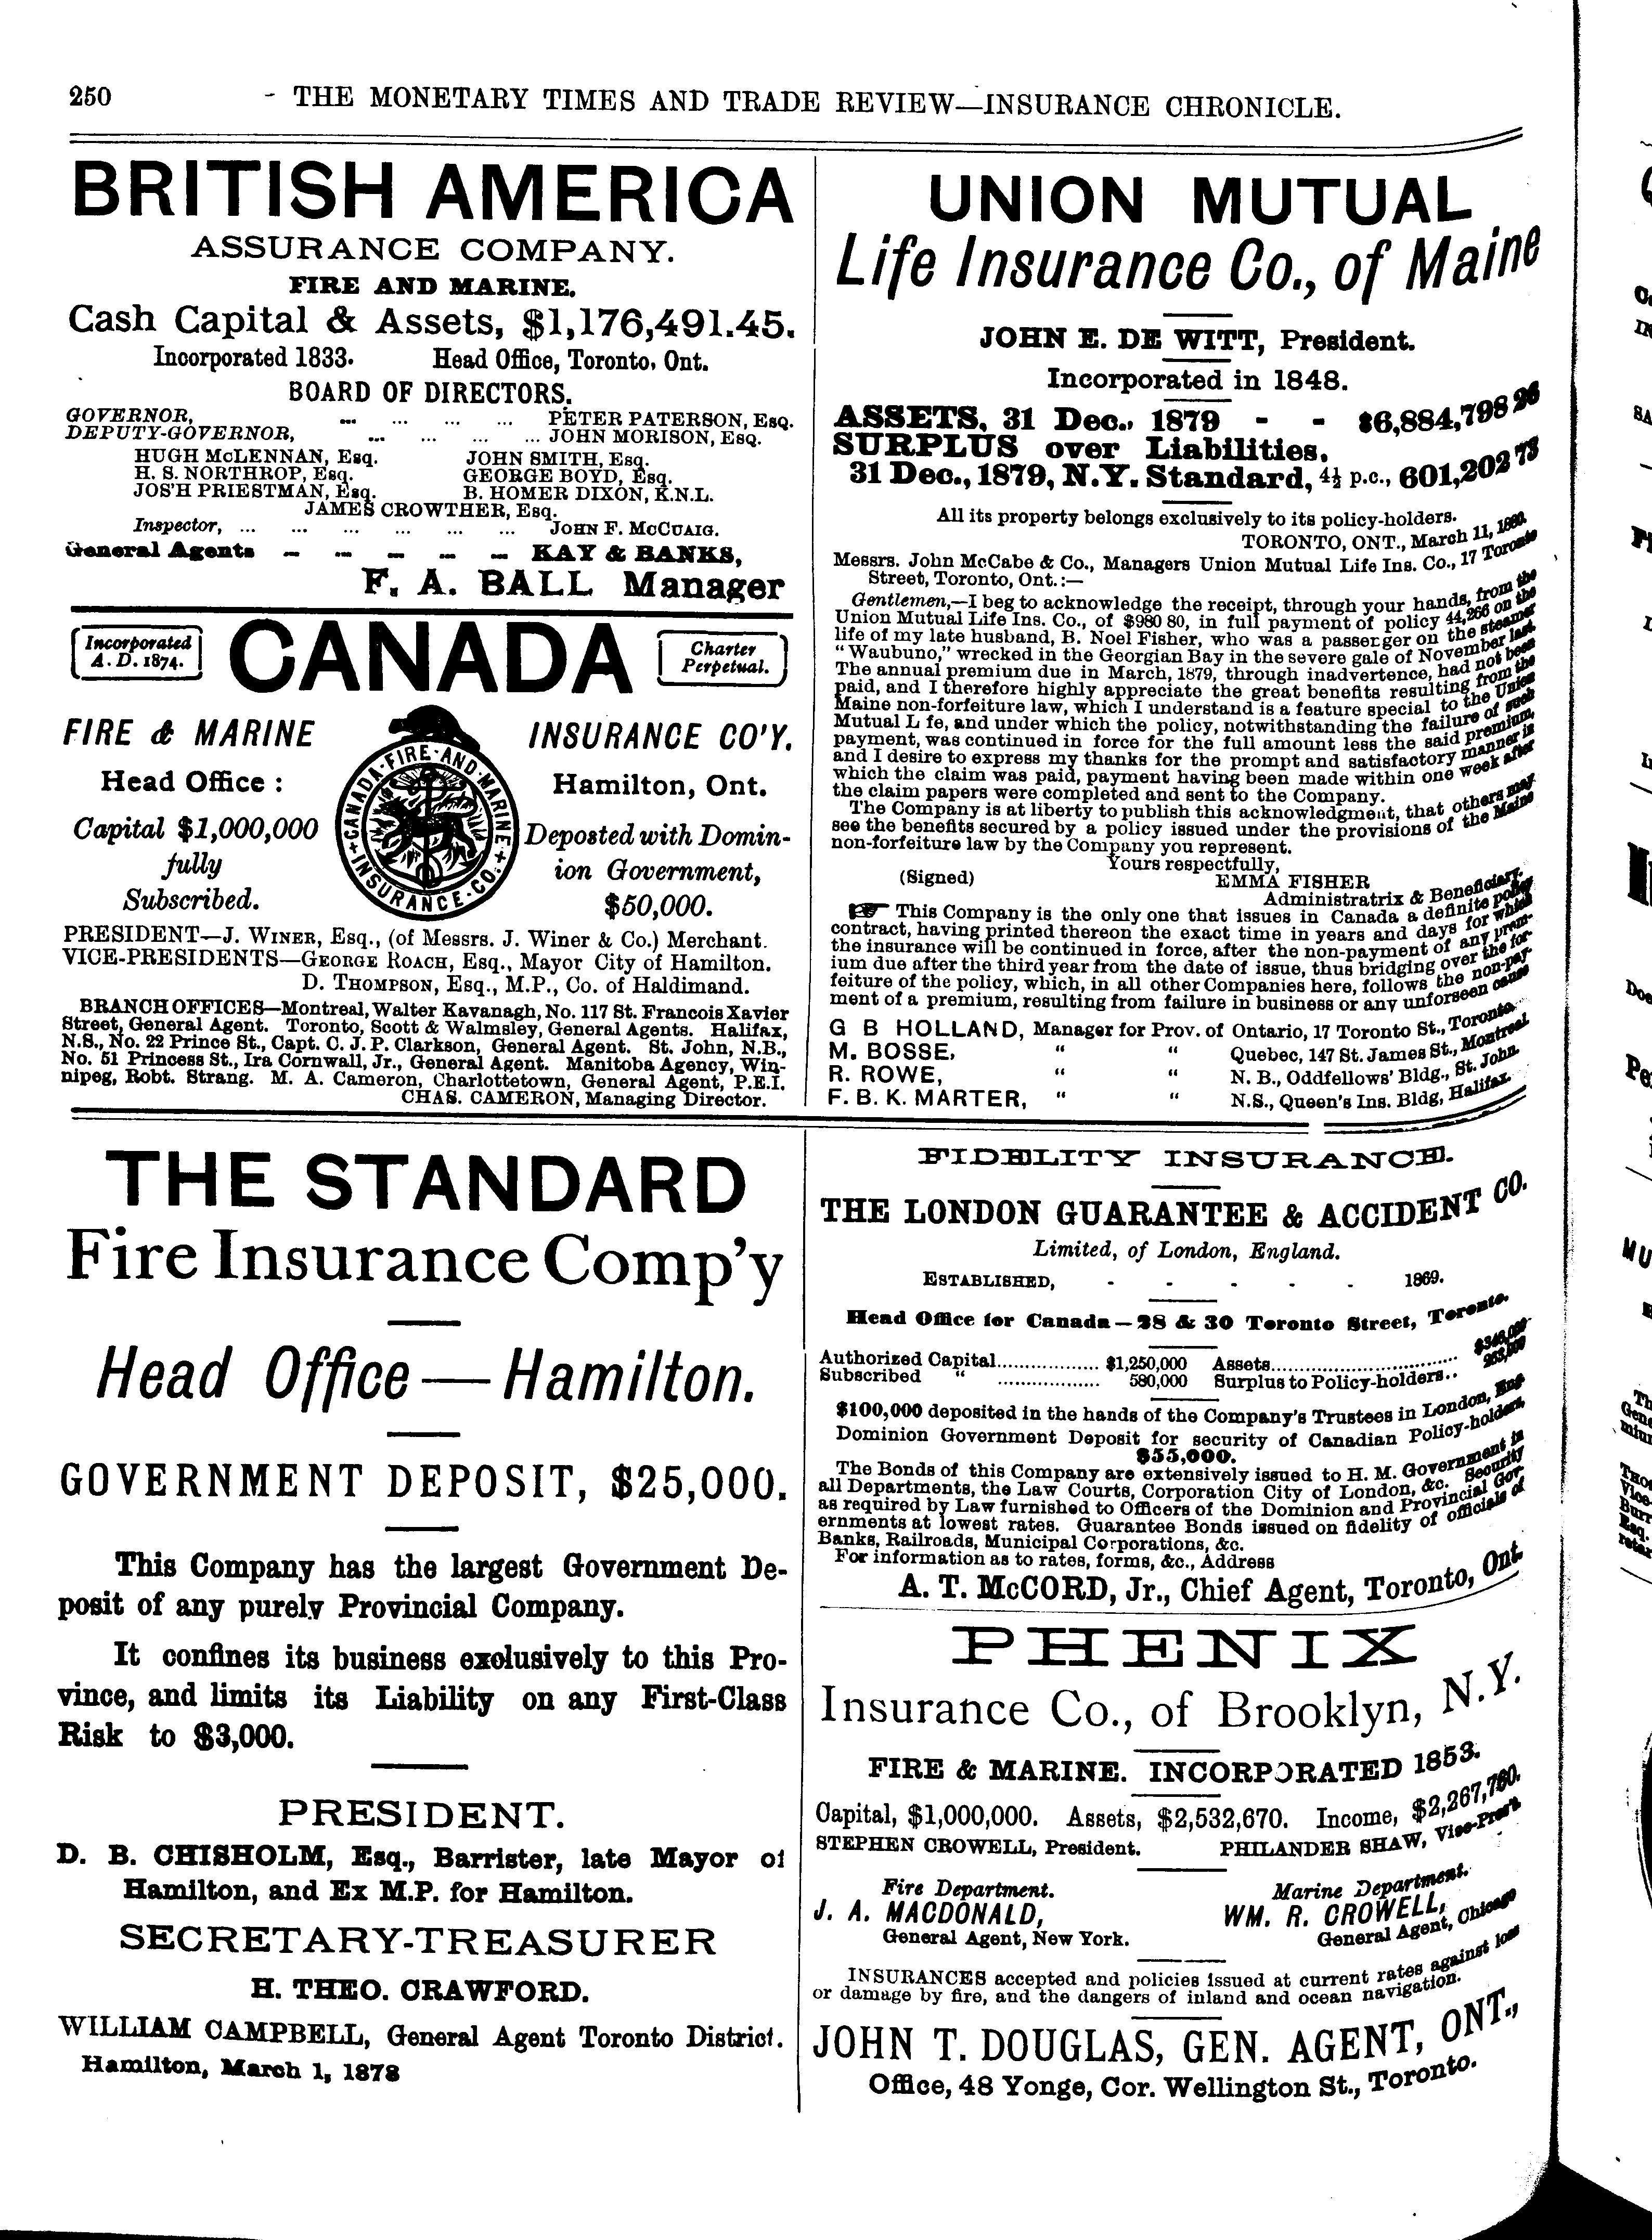 250 - THE MONETARY TIMES AND TRADE REVIEW—INSURANCE CHRONICLE.
BRITISH AMERICA
ASSURANCE COMPANY.
FIRE AND MARINE.
Cash Capital & Assets, $1,176,491.45.
Incorporated 1833. Head Office, Toronto, Ont.
BOARD OF DIRECTORS.
GOVERNOR, ... ... ... ... PETER PATERSON, ESQ.
DEPUTY-GOVERNOR, ... ... ... ... JOHN MORISON, ESQ.
HUGH MCLENNAN, Esq. JOHN SMITH, Esq.
H. S. NORTHROP, Esq. GEORGE BOYD, Esq.
JOS'H PRIESTMAN, Esq. B. HOMER DIXON, K.N.L.
JAMES CROWTHER, Esq.
Inspector, ... ... ... ... ... ... JOHN F. MCCUAIG.
General Agents — — — — — KAY & BANKS,
F. A. BALL Manager
Incorporated
A. D. 1874.
CANADA
Charter
Perpetual.
FIRE & MARINE INSURANCE CO'Y.
CANADA·FIRE·AND·MARINE
+INSURANCE·CO.+
Head Office : Hamilton, Ont.
Capital $1,000,000 Deposted with Domin-
fully ion Government,
Subscribed. $50,000.
PRESIDENT—J. WINER, Esq., (of Messrs. J. Winer & Co.) Merchant.
VICE-PRESIDENTS—GEORGE ROACH, Esq., Mayor City of Hamilton.
D. THOMPSON, Esq., M.P., Co. of Haldimand.
BRANCH OFFICES—Montreal, Walter Kavanagh, No. 117 St. Francois Xavier
Street, General Agent. Toronto, Scott & Walmsley, General Agents. Halifax,
N.S., No. 22 Prince St., Capt. C. J. P. Clarkson, General Agent. St. John, N.B.,
No. 51 Princess St., Ira Cornwall, Jr., General Agent. Manitoba Agency, Win-
nipeg, Robt. Strang. M. A. Cameron, Charlottetown, General Agent, P.E.I.
CHAS. CAMERON, Managing Director.
THE STANDARD
Fire Insurance Comp'y
Head Office — Hamilton.
GOVERNMENT DEPOSIT, $25,000.
This Company has the largest Government De-
posit of any purely Provincial Company.
It confines its business exclusively to this Pro-
vince, and limits its Liability on any First-Class
Risk to $3,000.
PRESIDENT.
D. B. CHISHOLM, Esq., Barrister, late Mayor of
Hamilton, and Ex M.P. for Hamilton.
SECRETARY-TREASURER
H. THEO. CRAWFORD.
WILLIAM CAMPBELL, General Agent Toronto District.
Hamilton, March 1, 1878
UNION MUTUAL
Life Insurance Co., of Maine
JOHN E. DE WITT, President.
Incorporated in 1848.
ASSETS, 31 Dec., 1879 - - $6,884,798 26
SURPLUS over Liabilities,
31 Dec., 1879, N.Y. Standard, 4½ p.c., 601,202 73
All its property belongs exclusively to its policy-holders.
TORONTO, ONT., March 11, 1880.
Messrs. John McCabe & Co., Managers Union Mutual Life Ins. Co., 17 Toronto
Street, Toronto, Ont.:—
Gentlemen,—I beg to acknowledge the receipt, through your hands, from the
Union Mutual Life Ins. Co., of $980 80, in full payment of policy 44,266 on the
life of my late husband, B. Noel Fisher, who was a passerger on the steamer
"Waubuno," wrecked in the Georgian Bay in the severe gale of November last.
The annual premium due in March, 1879, through inadvertence, had not been
paid, and I therefore highly appreciate the great benefits resulting from the
Maine non-forfeiture law, which I understand is a feature special to the Union
Mutual L fe, and under which the policy, notwithstanding the failure of such
payment, was continued in force for the full amount less the said premium,
and I desire to express my thanks for the prompt and satisfactory manner in
which the claim was paid, payment having been made within one week after
the claim papers were completed and sent to the Company.
The Company is at liberty to publish this acknowledgment, that others may
see the benefits secured by a policy issued under the provisions of the Maine
non-forfeiture law by the Company you represent.
Yours respectfully,
(Signed) EMMA FISHER
Administratrix & Beneficiary.
☞ This Company is the only one that issues in Canada a definite policy
contract, having printed thereon the exact time in years and days for which
the insurance will be continued in force, after the non-payment of any prem-
ium due after the third year from the date of issue, thus bridging over the for-
feiture of the policy, which, in all other Companies here, follows the non-pay-
ment of a premium, resulting from failure in business or any unforseen cause
G B HOLLAND, Manager for Prov. of Ontario, 17 Toronto St., Toronto.
M. BOSSE, " " Quebec, 147 St. James St., Montreal.
R. ROWE, " " N. B., Oddfellows' Bldg., St. John.
F. B. K. MARTER, " " N.S., Queen's Ins. Bldg, Halifax.
FIDELITY INSURANCE.
THE LONDON GUARANTEE & ACCIDENT CO.
Limited, of London, England.
ESTABLISHED, - - - - - 1869.
Head Office for Canada—28 & 30 Toronto Street, Toronto.
Authorized Capital.................. $1,250,000 Assets.................................
Subscribed " .................. 580,000 Surplus to Policy-holders..
$100,000 deposited in the hands of the Company's Trustees in London, Eng
Dominion Government Deposit for security of Canadian Policy-holders,
$55,000.
The Bonds of this Company are extensively issued to H. M. Government in
all Departments, the Law Courts, Corporation City of London, &c. Security
as required by Law furnished to Officers of the Dominion and Provincial Gov-
ernments at lowest rates. Guarantee Bonds issued on fidelity of officials of
Banks, Railroads, Municipal Corporations, &c.
For information as to rates, forms, &c., Address
A. T. McCORD, Jr., Chief Agent, Toronto, Ont.
PHENIX
Insurance Co., of Brooklyn, N.Y.
FIRE & MARINE. INCORPORATED 1853.
Capital, $1,000,000. Assets, $2,532,670. Income, $2,267,760.
STEPHEN CROWELL, President. PHILANDER SHAW, Vice-Pres't.
Fire Department. Marine Department.
J. A. MACDONALD, WM. R. CROWELL,
General Agent, New York. General Agent, Chicago
INSURANCES accepted and policies issued at current rates against loss
or damage by fire, and the dangers of inland and ocean navigation.
JOHN T. DOUGLAS, GEN. AGENT, ONT.,
Office, 48 Yonge, Cor. Wellington St., Toronto.